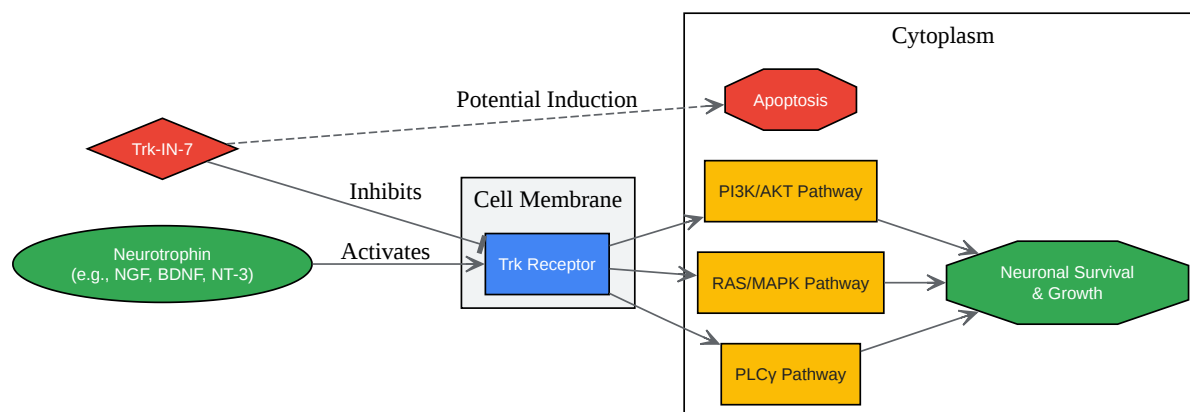 Cytoplasm
Apoptosis
Potential Induction
Trk-IN-7
Inhibits
Cell Membrane
PI3K/AKT Pathway
Neurotrophin
(e.g., NGF, BDNF, NT-3)
Activates
Trk Receptor
RAS/MAPK Pathway
Neuronal Survival
& Growth
PLCγ Pathway